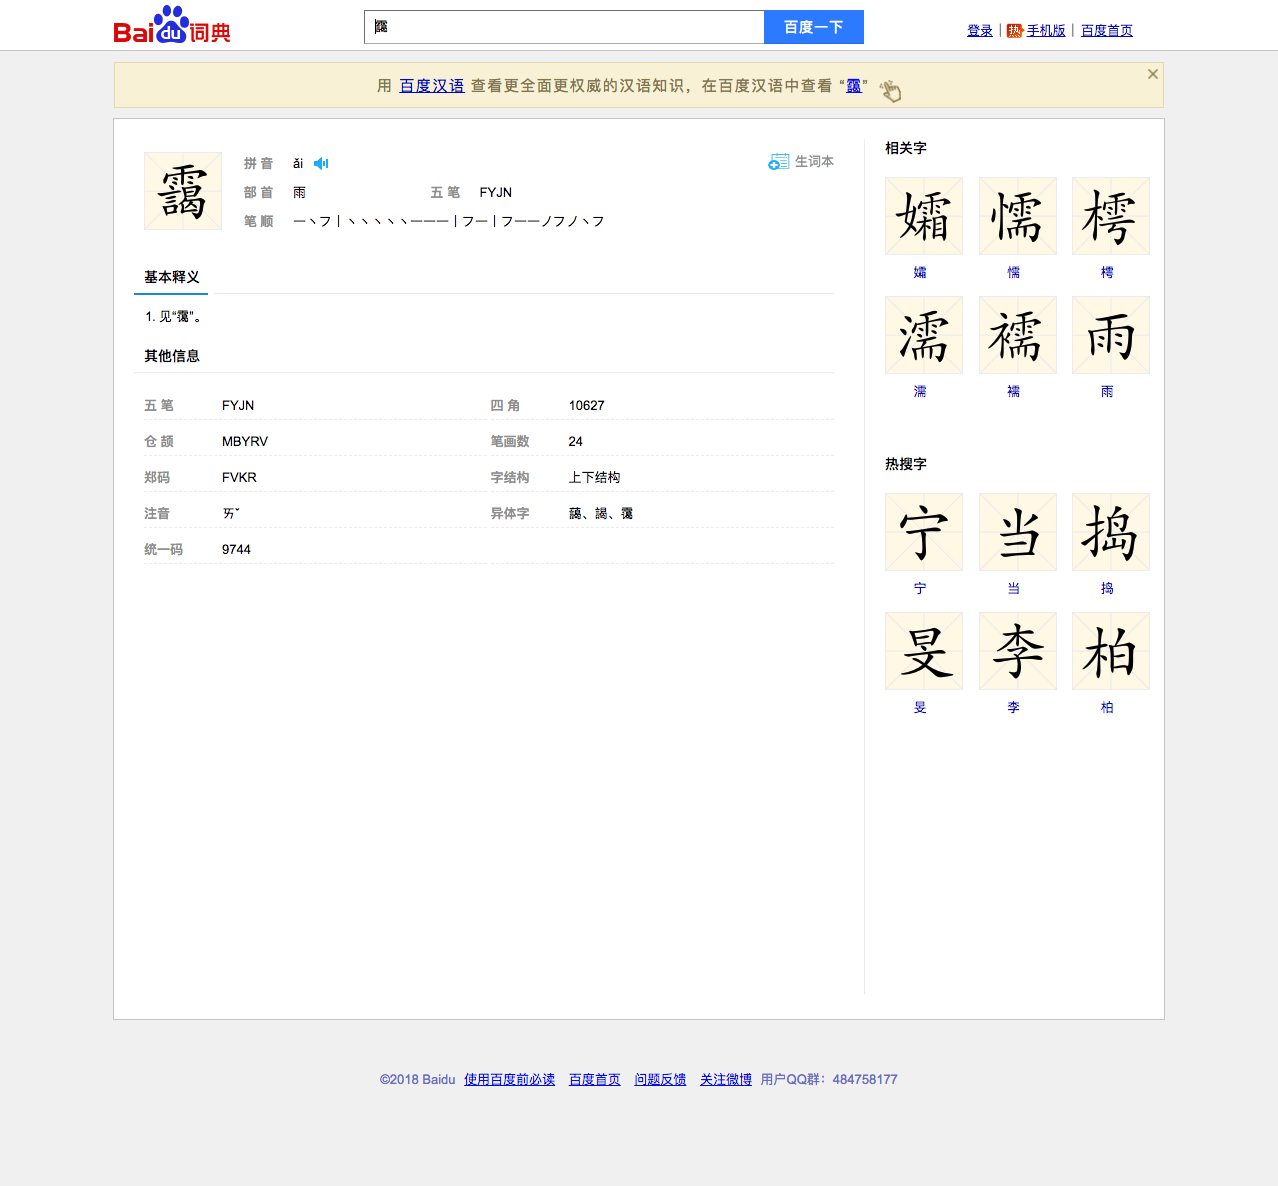 Baidu词典
靄
百度一下
登录 | 热 手机版 | 百度首页
用 百度汉语 查看更全面更权威的汉语知识，在百度汉语中查看 “靄”
靄
拼 音 ǎi
生词本
部 首 雨 五 笔 FYJN
笔 顺 一丶フ丨丶丶丶丶丶一一一丨フ一丨フ一一ノフノ丶フ
基本释义
1. 见“靄”。
其他信息
五 笔 FYJN 四 角 10627
仓 颉 MBYRV 笔画数 24
郑码 FVKR 字结构 上下结构
注音 ㄞˇ 异体字 藹、譪、靄
统一码 9744
相关字
孀 懦 樗
孀 懦 樗
濡 襦 雨
濡 襦 雨
热搜字
宁 当 捣
宁 当 捣
旻 李 柏
旻 李 柏
©2018 Baidu 使用百度前必读 百度首页 问题反馈 关注微博 用户QQ群：484758177